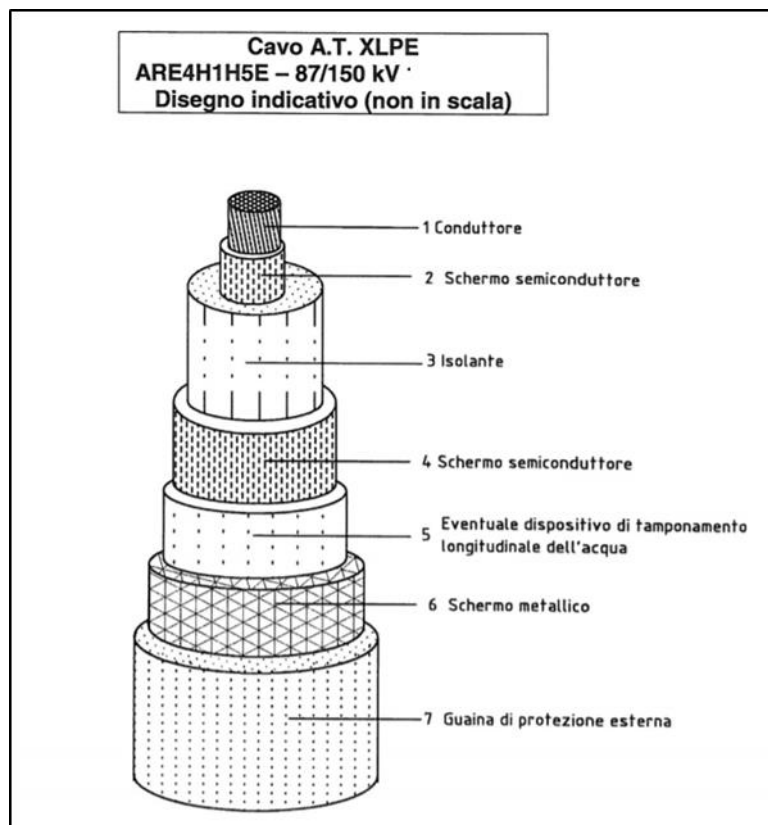 Cavo A.T. XLPE
ARE4H1H5E – 87/150 kV
Disegno indicativo (non in scala)
1 Conduttore
2 Schermo semiconduttore
3 Isolante
4 Schermo semiconduttore
5 Eventuale dispositivo di tamponamento
longitudinale dell'acqua
6 Schermo metallico
7 Guaina di protezione esterna